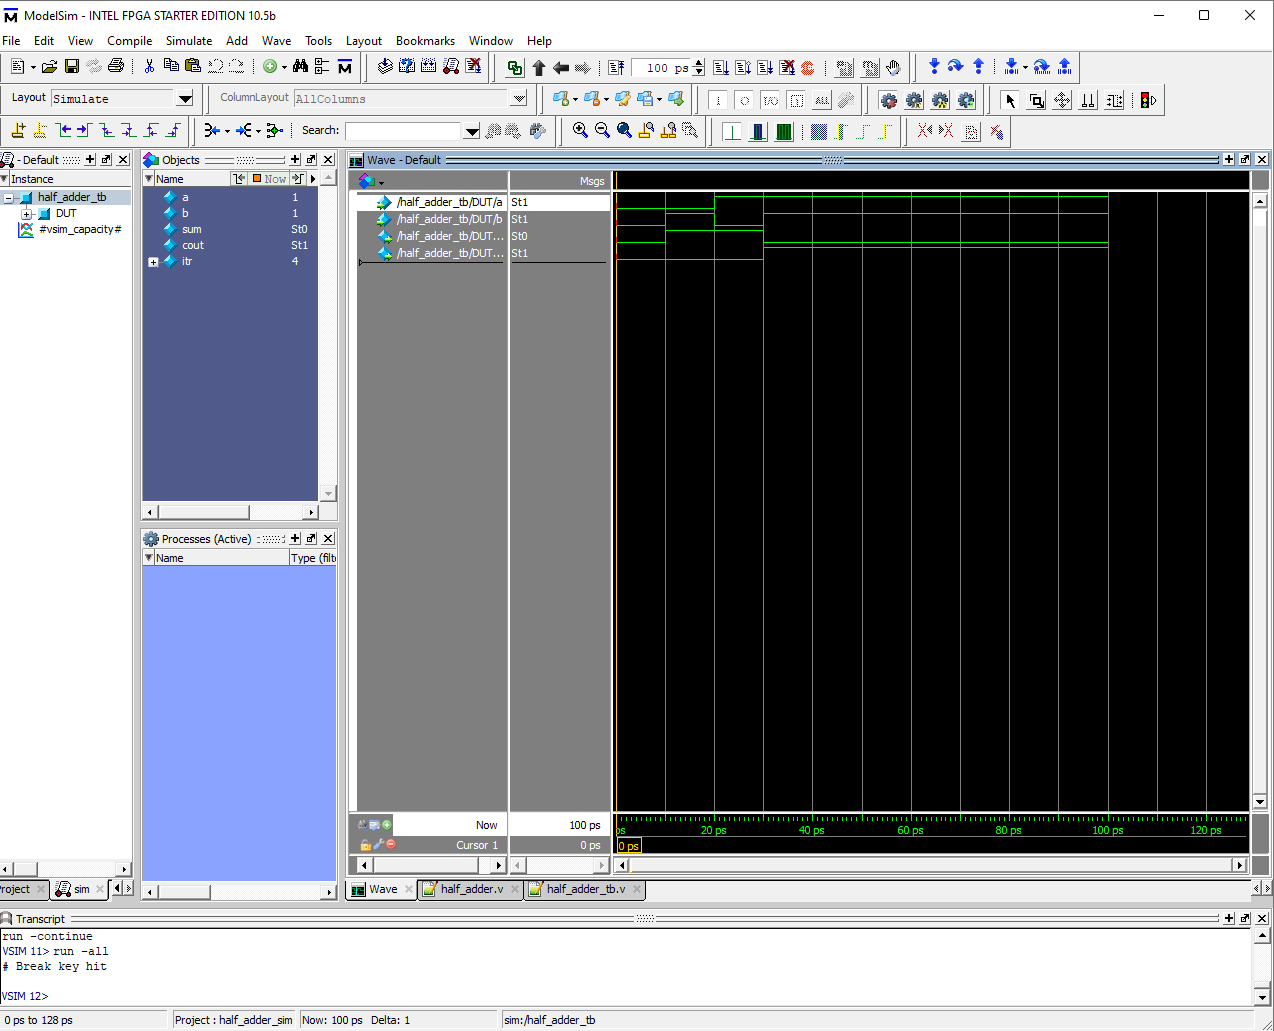 ModelSim - INTEL FPGA STARTER EDITION 10.5b
File Edit View Compile Simulate Add Wave Tools Layout Bookmarks Window Help
100 ps
Layout Simulate ColumnLayout AllColumns
Search:
- Default
Instance
half_adder_tb
DUT
#vsim_capacity#
Objects
Name Now
a 1
b 1
sum St0
cout St1
itr 4
Processes (Active)
Name Type (filte
Wave - Default
Msgs
/half_adder_tb/DUT/a St1
/half_adder_tb/DUT/b St1
/half_adder_tb/DUT... St0
/half_adder_tb/DUT... St1
Now 100 ps
Cursor 1 0 ps
ps 20 ps 40 ps 60 ps 80 ps 100 ps 120 ps
0 ps
roject sim
Wave half_adder.v half_adder_tb.v
Transcript
run -continue
VSIM 11> run -all
# Break key hit
VSIM 12>
0 ps to 128 ps Project : half_adder_sim Now: 100 ps Delta: 1 sim:/half_adder_tb